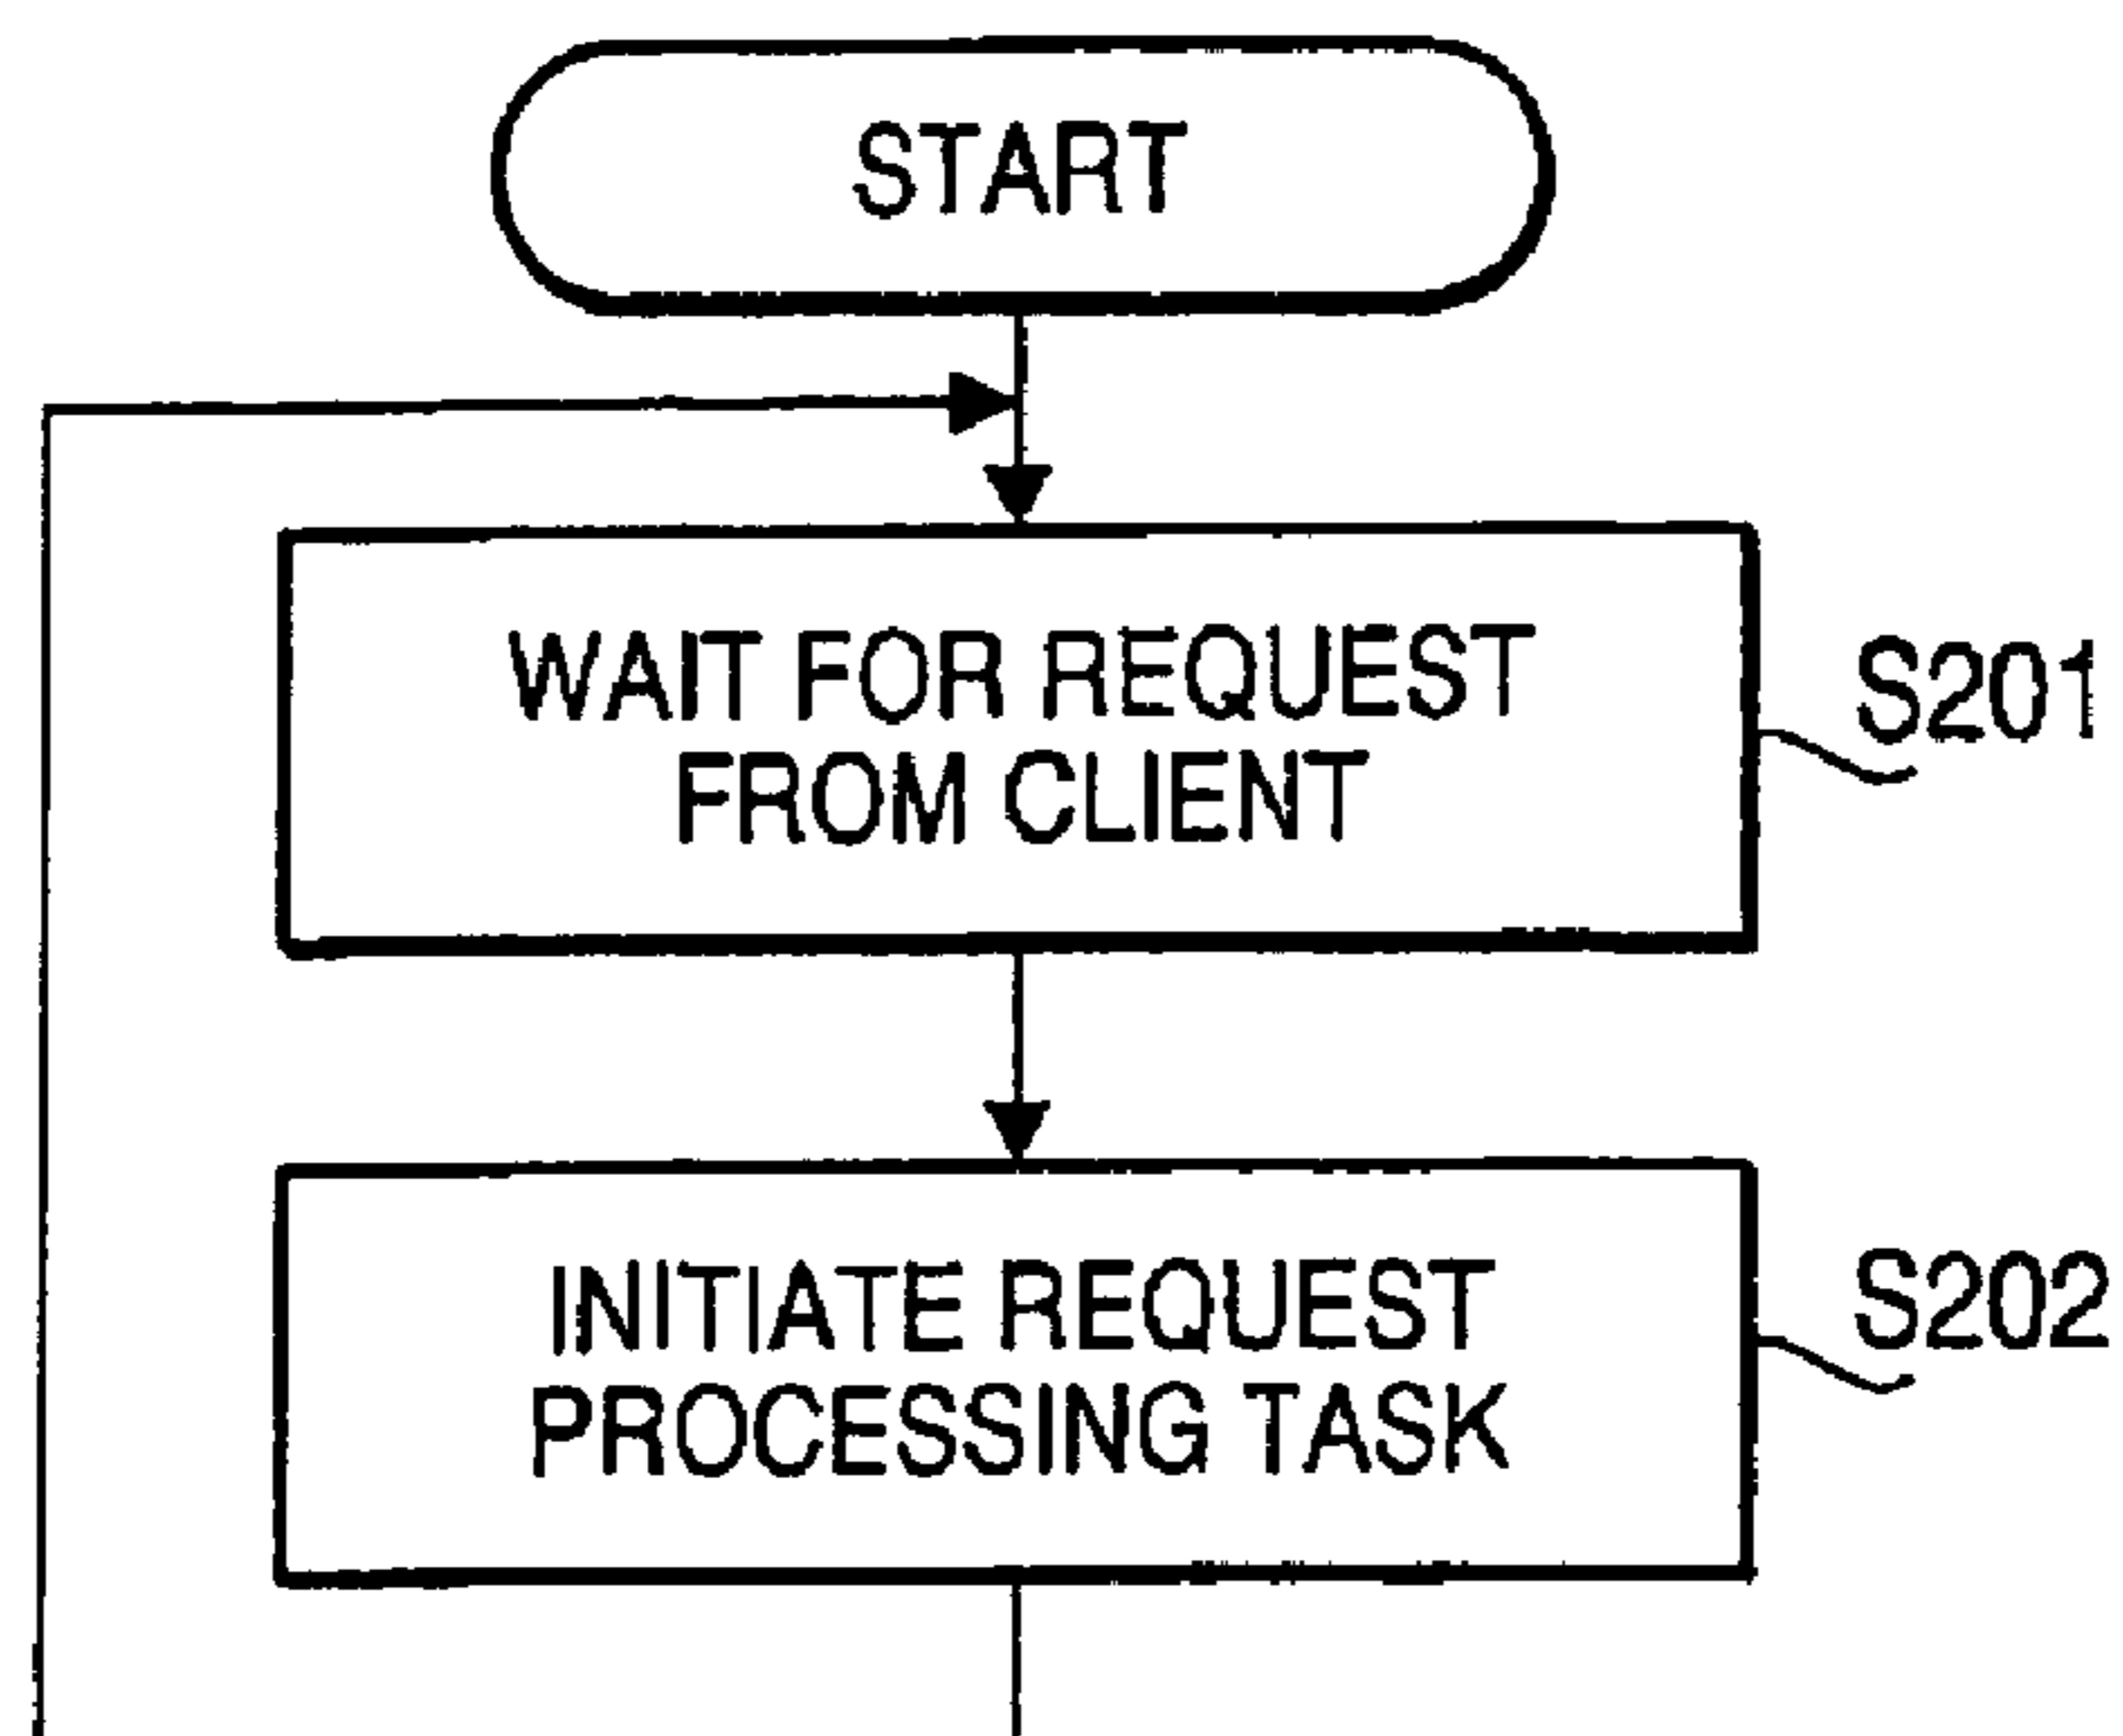 START
WAIT FOR REQUEST
FROM CLIENT
S201
INITIATE REQUEST
PROCESSING TASK
S202